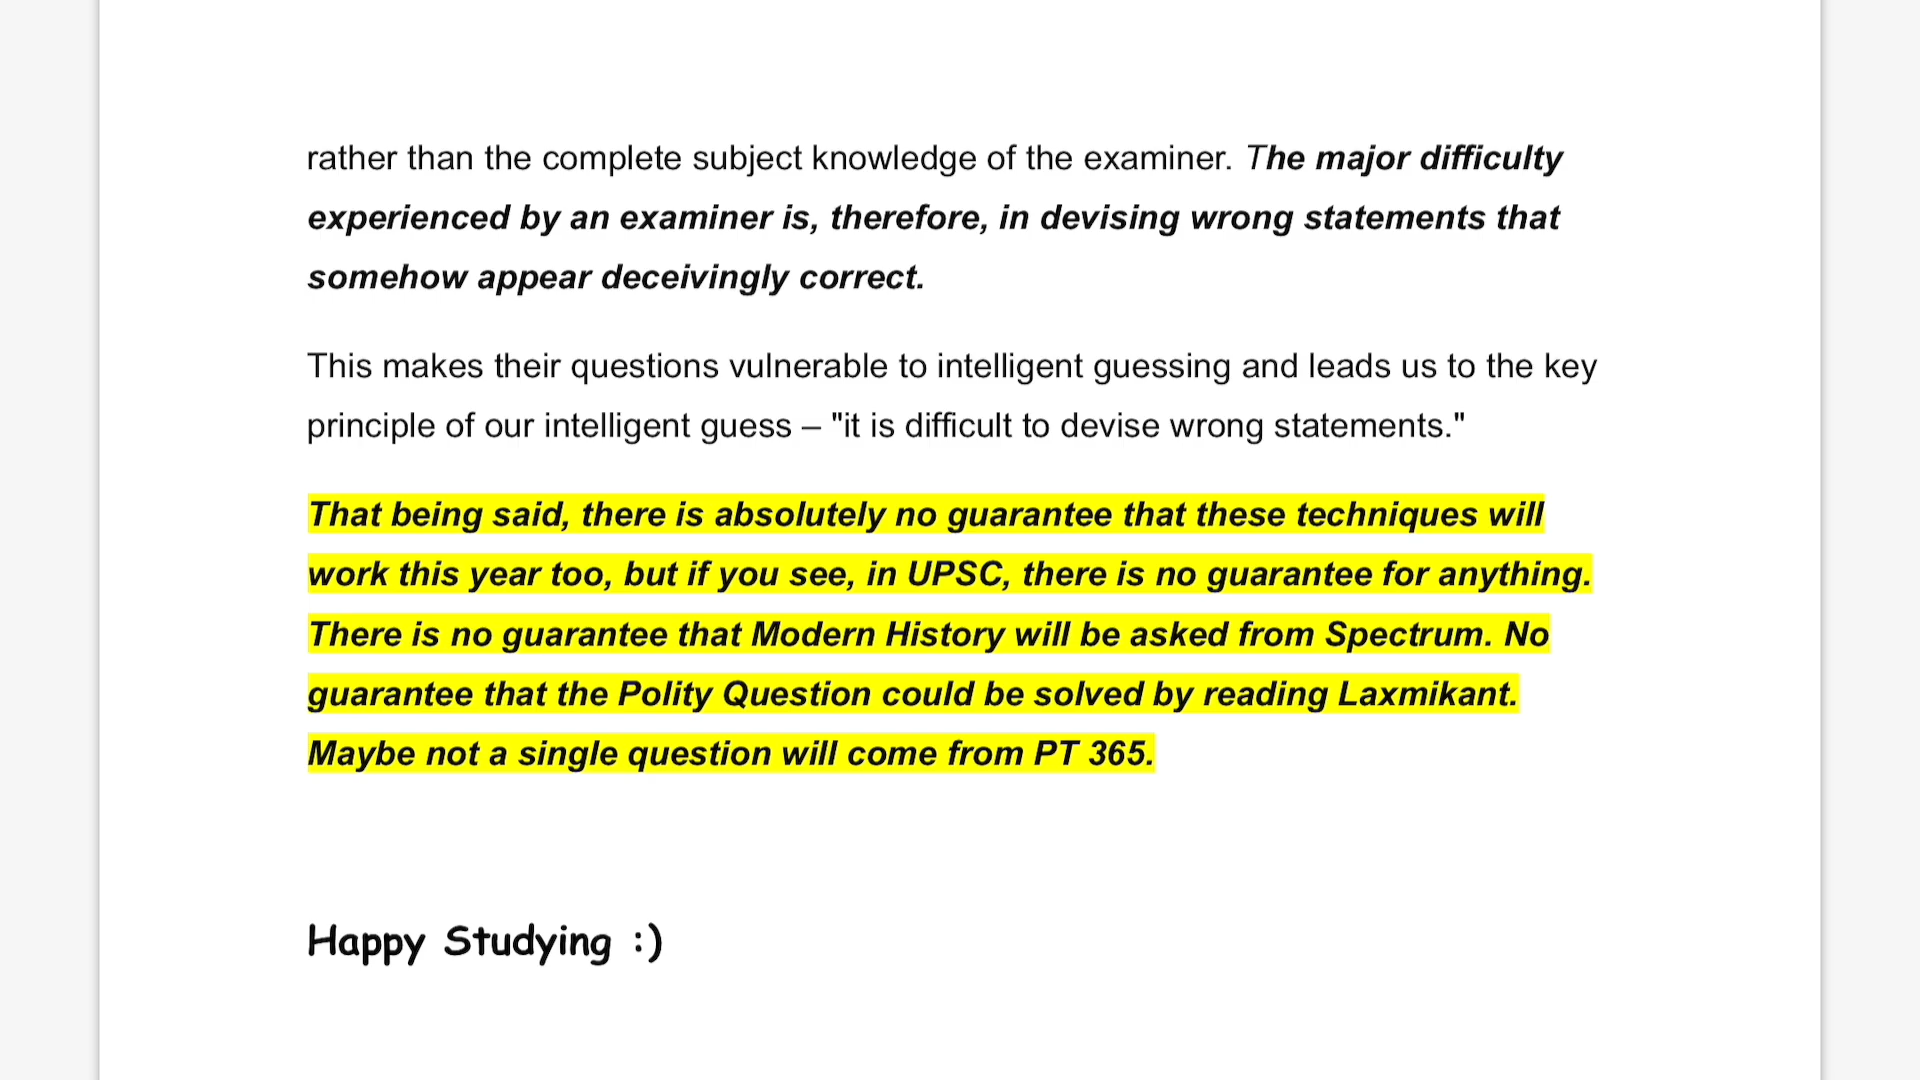 rather than the complete subject knowledge of the examiner. The major difficulty
experienced by an examiner is, therefore, in devising wrong statements that
somehow appear deceivingly correct.
This makes their questions vulnerable to intelligent guessing and leads us to the key
principle of our intelligent guess – "it is difficult to devise wrong statements."
That being said, there is absolutely no guarantee that these techniques will
work this year too, but if you see, in UPSC, there is no guarantee for anything.
There is no guarantee that Modern History will be asked from Spectrum. No
guarantee that the Polity Question could be solved by reading Laxmikant.
Maybe not a single question will come from PT 365.
Happy Studying :)